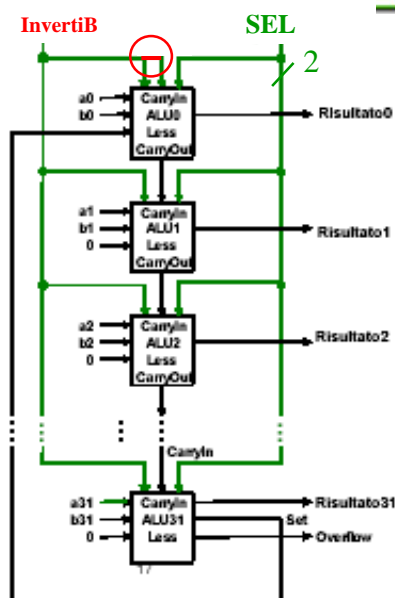 InvertiB SEL
2
a0 CarryIn
b0 ALU0 Risultato0
Less
CarryOut
a1 CarryIn
b1 ALU1 Risultato1
0 Less
CarryOut
a2 CarryIn
b2 ALU2 Risultato2
0 Less
CarryOut
CarryIn
a31 CarryIn Risultato31
b31 ALU31 Set
0 Less Overflow
17